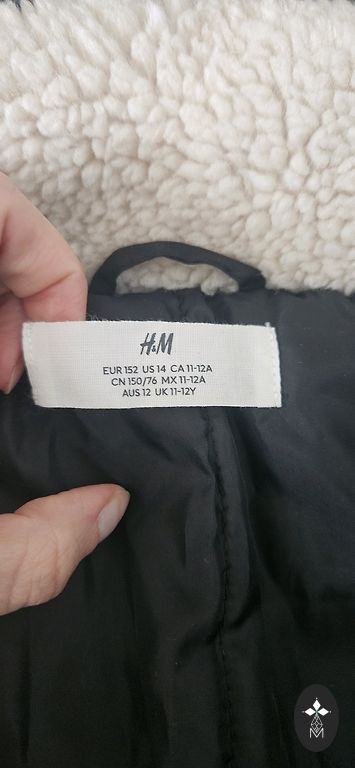 H&M
EUR 152 US 14 CA 11-12A
CN 150/76 MX 11-12A
AUS 12 UK 11-12Y
M